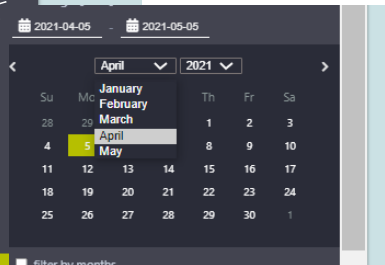 2021-04-05 - 2021-05-05
‹ April 2021 ›
January
February
March
April
May
Su Mo Th Fr Sa
28 29 1 2 3
4 5 8 9 10
11 12 13 14 15 16 17
18 19 20 21 22 23 24
25 26 27 28 29 30 1
filter by months